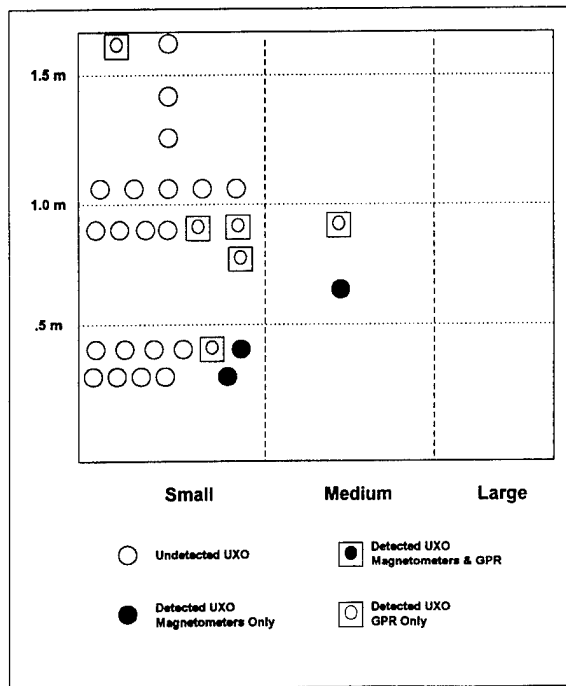 1.5 m
1.0 m
.5 m
Small Medium Large
Undetected UXO
Detected UXO
Magnetometers & GPR
Detected UXO
Magnetometers Only
Detected UXO
GPR Only